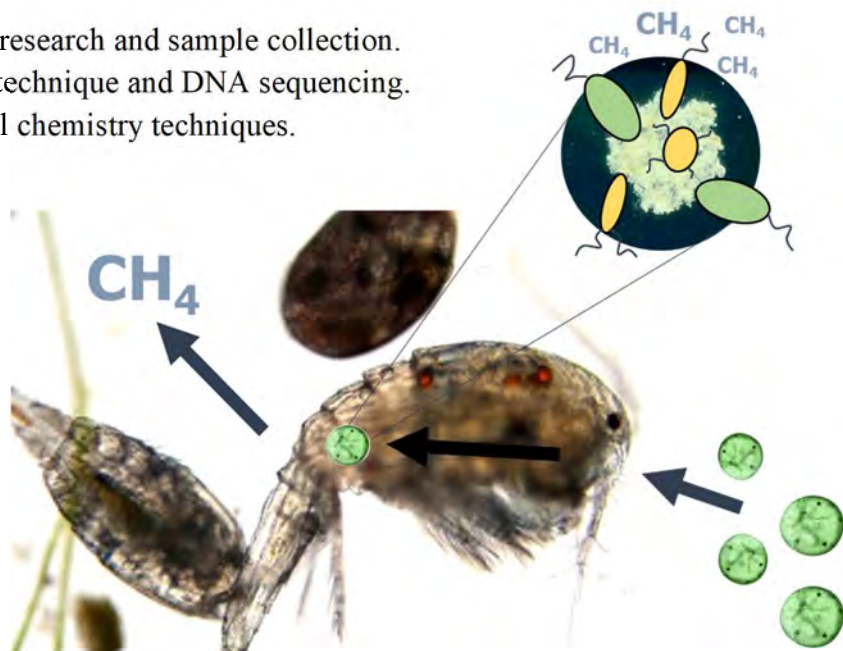 research and sample collection.
technique and DNA sequencing.
l chemistry techniques.
CH₄
CH₄
CH₄
CH₄
CH₄